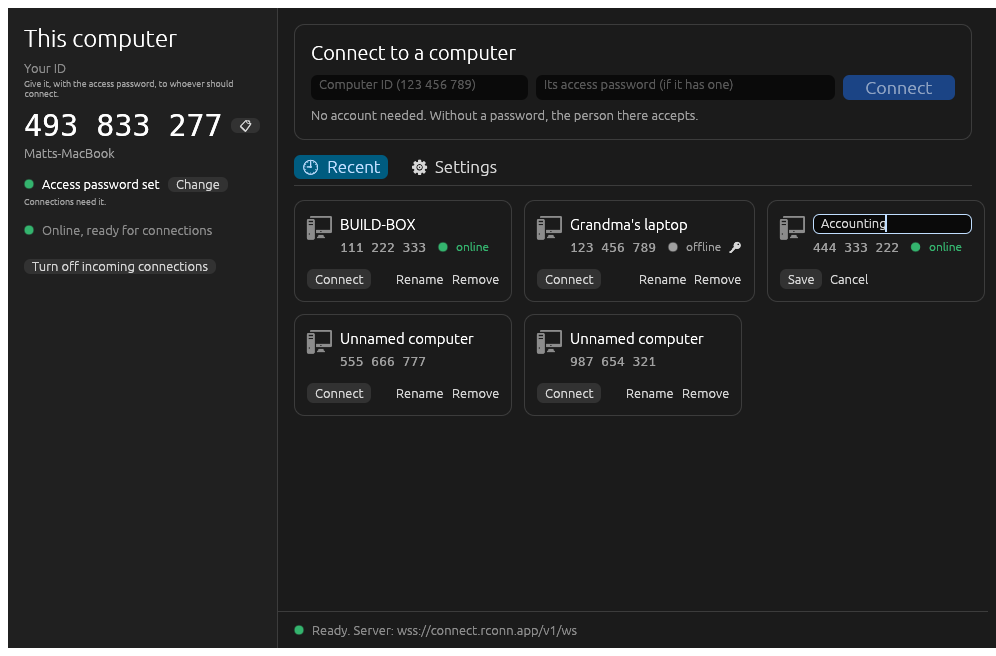 This computer
Your ID
Give it, with the access password, to whoever should
connect.
493 833 277
Matts-MacBook
Access password set Change
Connections need it.
Online, ready for connections
Turn off incoming connections
Connect to a computer
Computer ID (123 456 789) Its access password (if it has one) Connect
No account needed. Without a password, the person there accepts.
Recent Settings
BUILD-BOX
111 222 333 online
Connect Rename Remove
Grandma's laptop
123 456 789 offline
Connect Rename Remove
Accounting
444 333 222 online
Save Cancel
Unnamed computer
555 666 777
Connect Rename Remove
Unnamed computer
987 654 321
Connect Rename Remove
Ready. Server: wss://connect.rconn.app/v1/ws